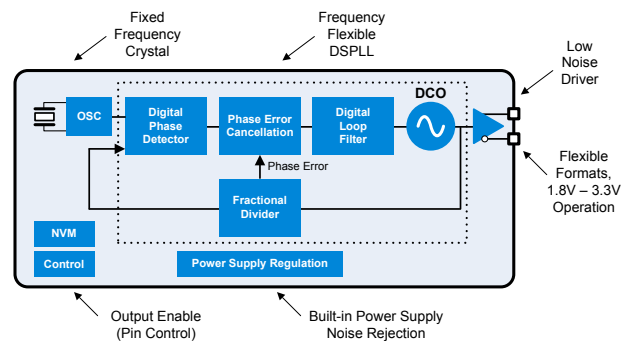 Fixed
Frequency
Crystal
Frequency
Flexible
DSPLL
Low
Noise
Driver
OSC
Digital
Phase
Detector
Phase Error
Cancellation
Digital
Loop
Filter
DCO
Phase Error
Fractional
Divider
Flexible
Formats,
1.8V – 3.3V
Operation
NVM
Control
Power Supply Regulation
Output Enable
(Pin Control)
Built-in Power Supply
Noise Rejection